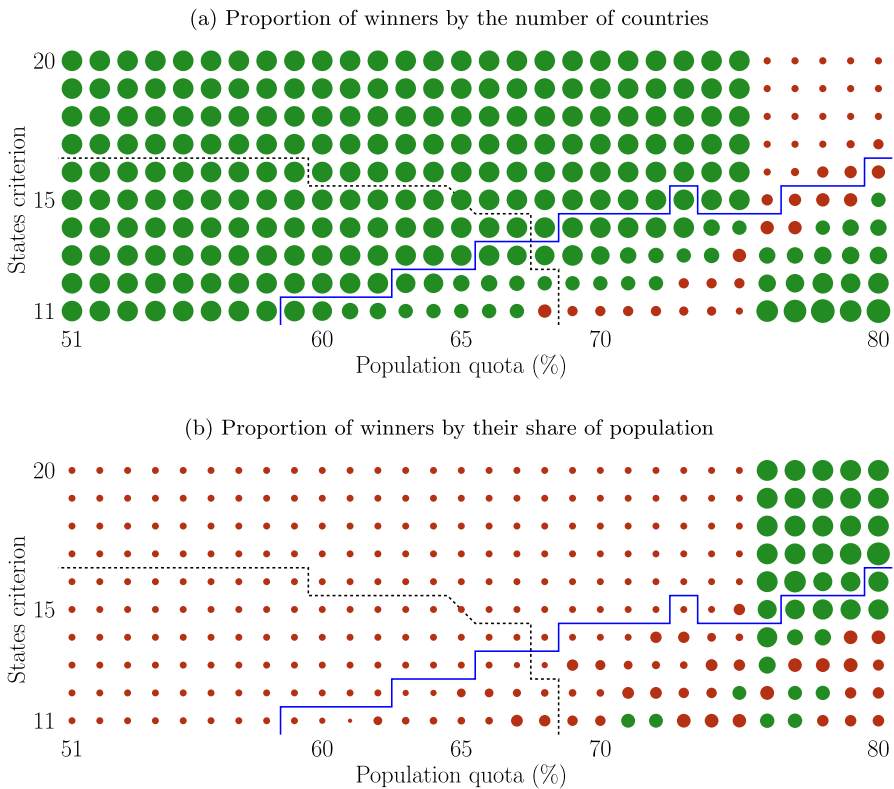 (a) Proportion of winners by the number of countries
20
15
11
States criterion
51 60 65 70 80
Population quota (%)
(b) Proportion of winners by their share of population
20
15
11
States criterion
51 60 65 70 80
Population quota (%)